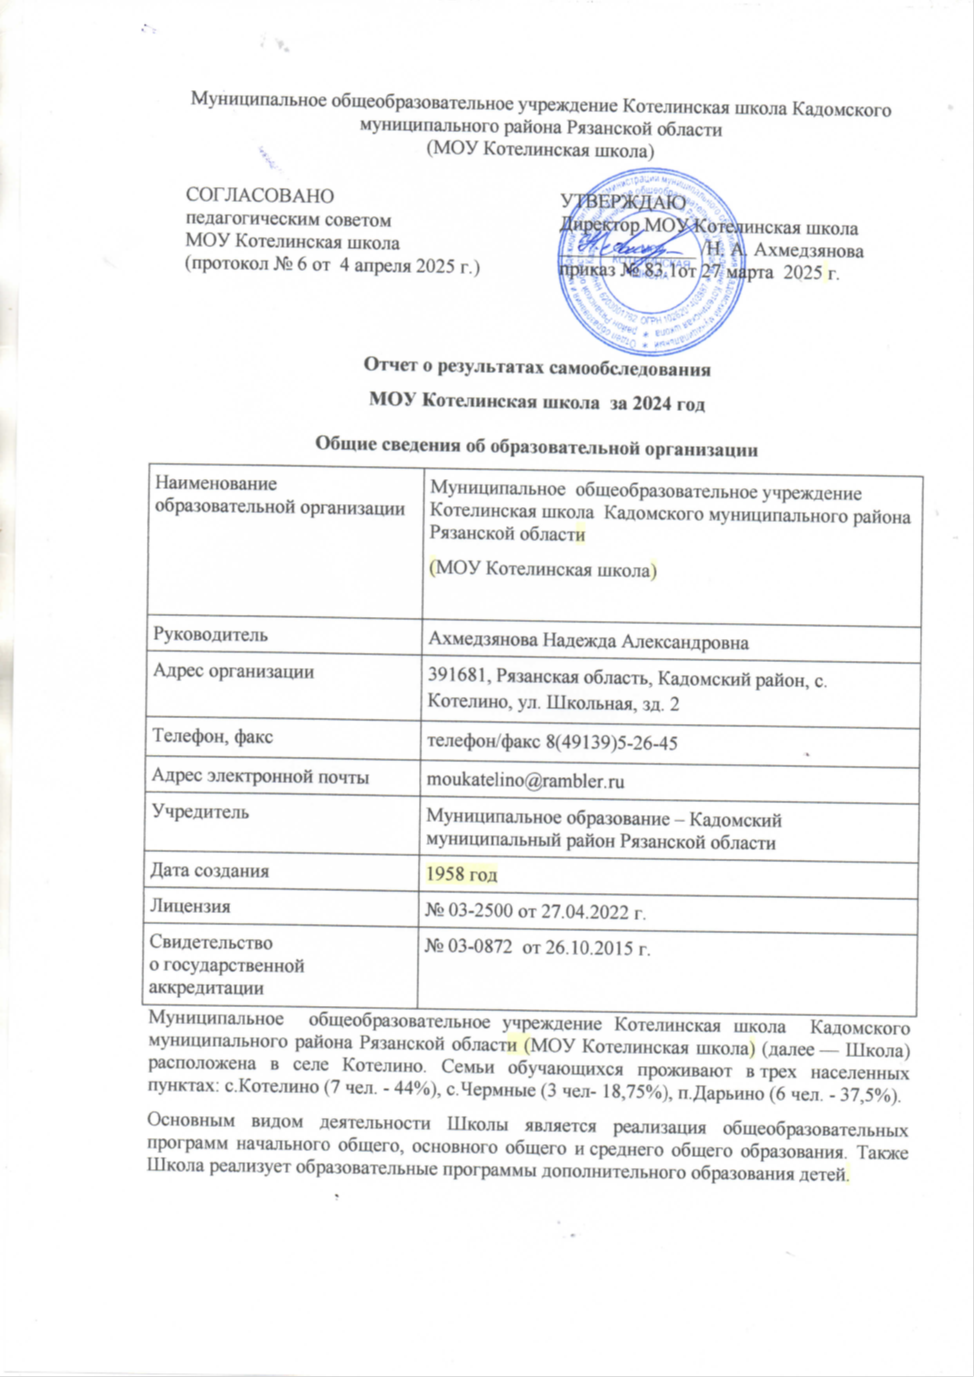 Муниципальное общеобразовательное учреждение Котелинская школа Кадомского
муниципального района Рязанской области
(МОУ Котелинская школа)
СОГЛАСОВАНО
педагогическим советом
МОУ Котелинская школа
(протокол № 6 от 4 апреля 2025 г.)
УТВЕРЖДАЮ
Директор МОУ Котелинская школа
Н. А. Ахмедзянова
приказ № 83.1от 27 марта 2025 г.
КОТЕЛИНСКАЯ
ШКОЛА
Отчет о результатах самообследования
МОУ Котелинская школа за 2024 год
Общие сведения об образовательной организации
Наименование
образовательной организации
Муниципальное общеобразовательное учреждение
Котелинская школа Кадомского муниципального района
Рязанской области
(МОУ Котелинская школа)
Руководитель
Ахмедзянова Надежда Александровна
Адрес организации
391681, Рязанская область, Кадомский район, с.
Котелино, ул. Школьная, зд. 2
Телефон, факс
телефон/факс 8(49139)5-26-45
Адрес электронной почты
moukatelino@rambler.ru
Учредитель
Муниципальное образование – Кадомский
муниципальный район Рязанской области
Дата создания
1958 год
Лицензия
№ 03-2500 от 27.04.2022 г.
Свидетельство
о государственной
аккредитации
№ 03-0872 от 26.10.2015 г.
Муниципальное общеобразовательное учреждение Котелинская школа Кадомского
муниципального района Рязанской области (МОУ Котелинская школа) (далее — Школа)
расположена в селе Котелино. Семьи обучающихся проживают в трех населенных
пунктах: с.Котелино (7 чел. - 44%), с.Чермные (3 чел- 18,75%), п.Дарьино (6 чел. - 37,5%).
Основным видом деятельности Школы является реализация общеобразовательных
программ начального общего, основного общего и среднего общего образования. Также
Школа реализует образовательные программы дополнительного образования детей.